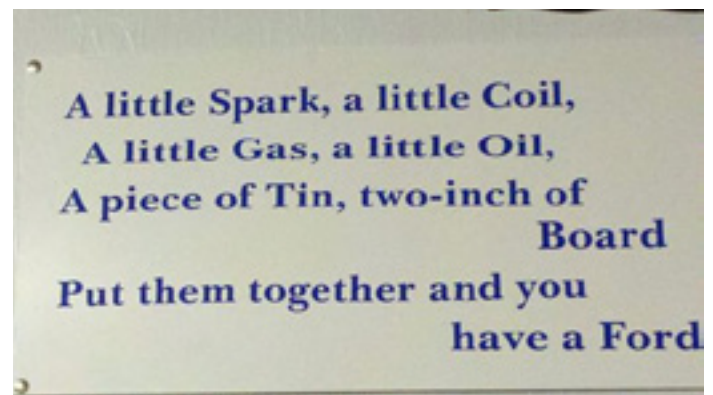 A little Spark, a little Coil,
A little Gas, a little Oil,
A piece of Tin, two-inch of
Board
Put them together and you
have a Ford